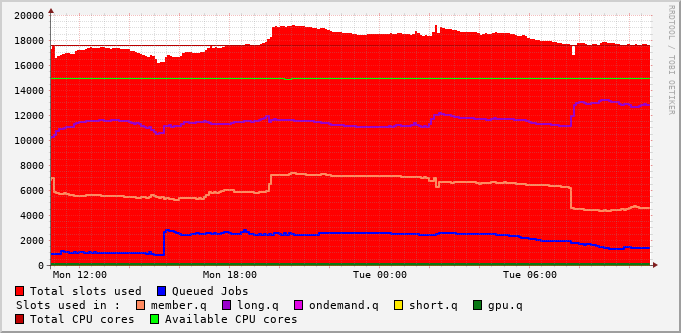 20000
18000
16000
14000
12000
10000
8000
6000
4000
2000
0
Mon 12:00 Mon 18:00 Tue 00:00 Tue 06:00
RRDTOOL / TOBI OETIKER
Total slots used Queued Jobs
Slots used in : member.q long.q ondemand.q short.q gpu.q
Total CPU cores Available CPU cores